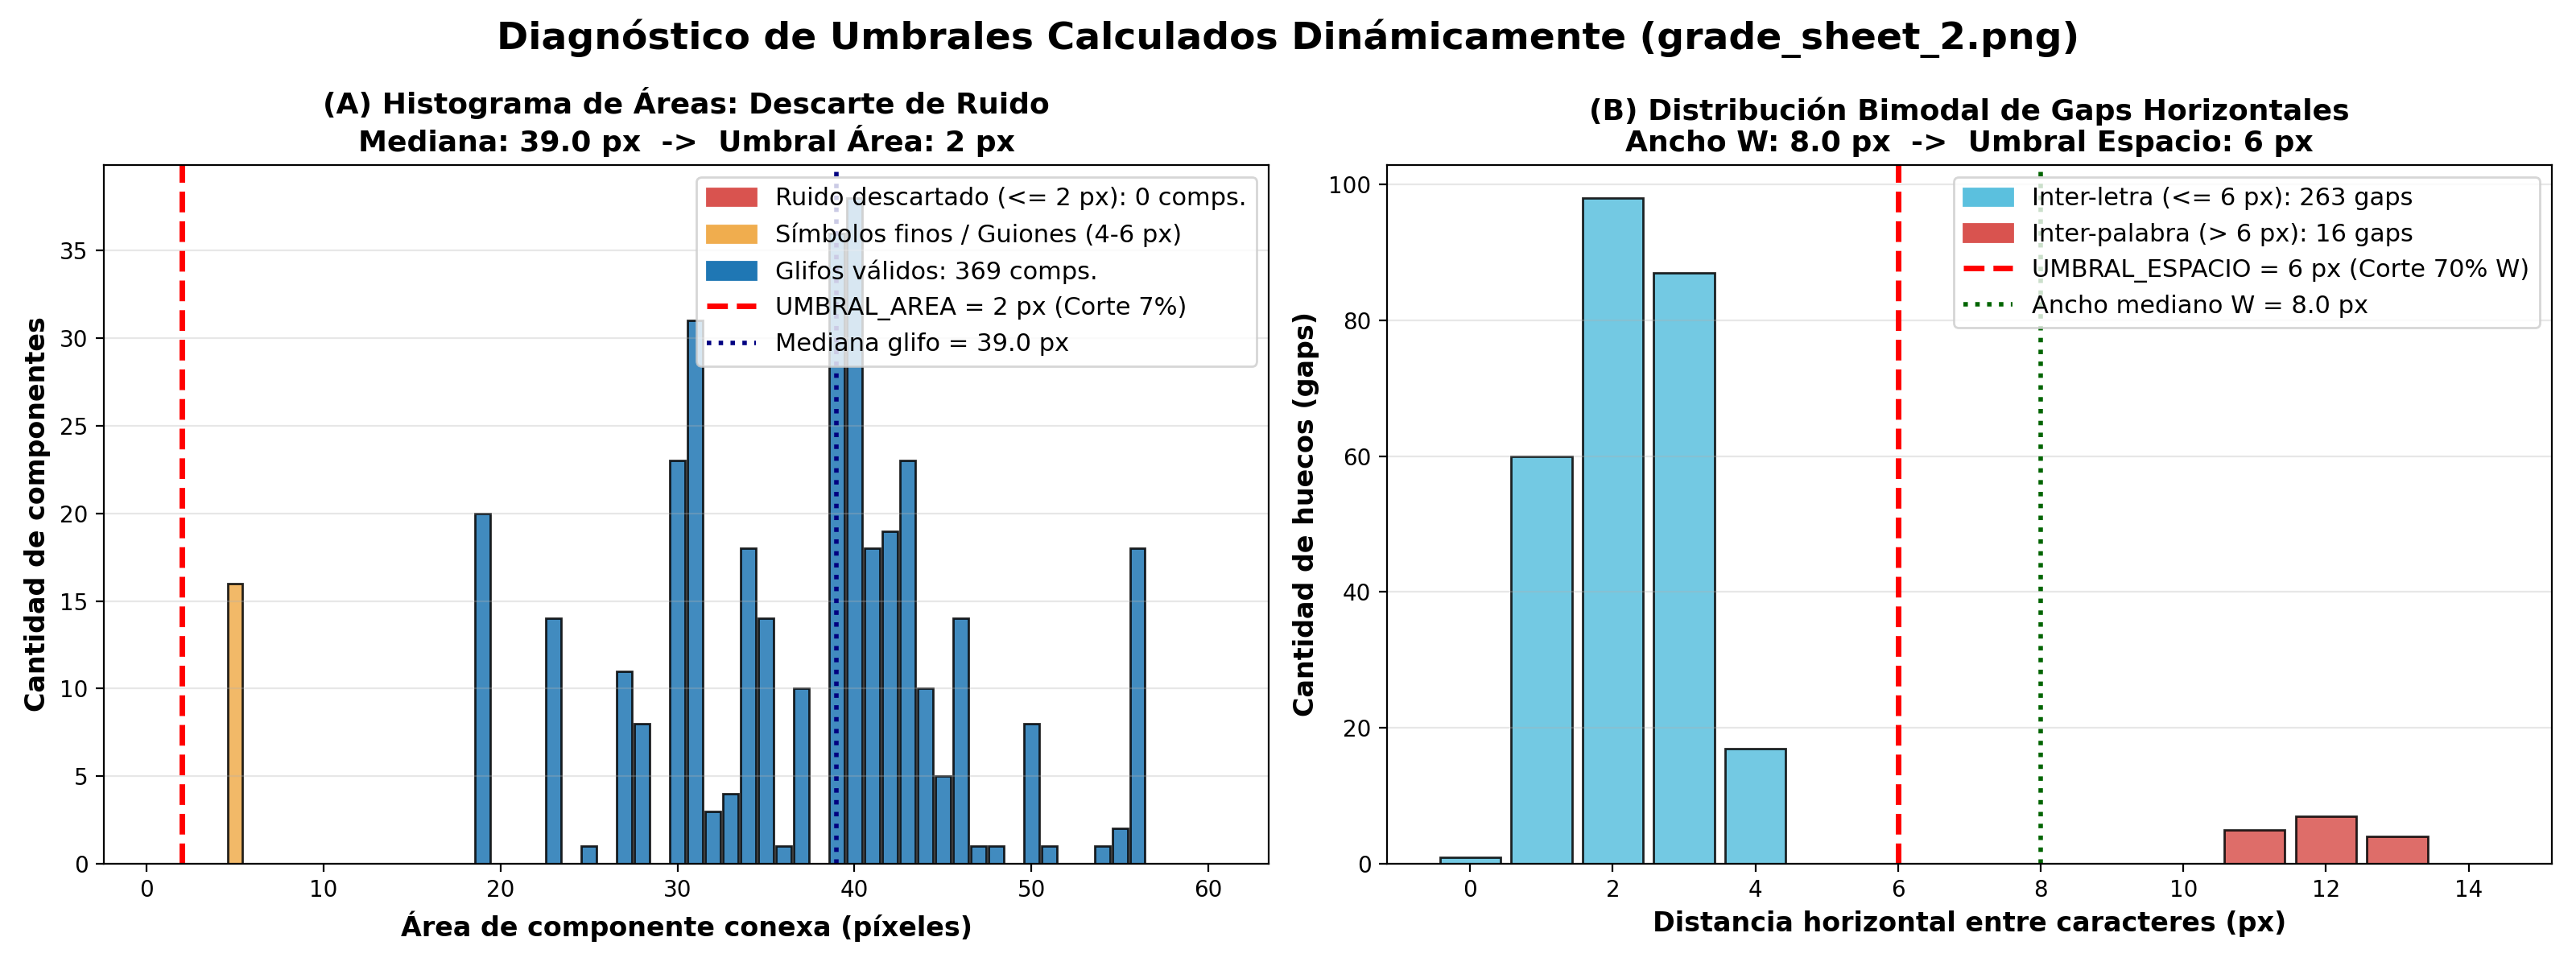 Diagnóstico de Umbrales Calculados Dinámicamente (grade_sheet_2.png)
(A) Histograma de Áreas: Descarte de Ruido
Mediana: 39.0 px -> Umbral Área: 2 px
Ruido descartado (<= 2 px): 0 comps.
Símbolos finos / Guiones (4-6 px)
Glifos válidos: 369 comps.
UMBRAL_AREA = 2 px (Corte 7%)
Mediana glifo = 39.0 px
Cantidad de componentes
35
30
25
20
15
10
5
0
0 10 20 30 40 50 60
Área de componente conexa (píxeles)
(B) Distribución Bimodal de Gaps Horizontales
Ancho W: 8.0 px -> Umbral Espacio: 6 px
Inter-letra (<= 6 px): 263 gaps
Inter-palabra (> 6 px): 16 gaps
UMBRAL_ESPACIO = 6 px (Corte 70% W)
Ancho mediano W = 8.0 px
Cantidad de huecos (gaps)
100
80
60
40
20
0
0 2 4 6 8 10 12 14
Distancia horizontal entre caracteres (px)